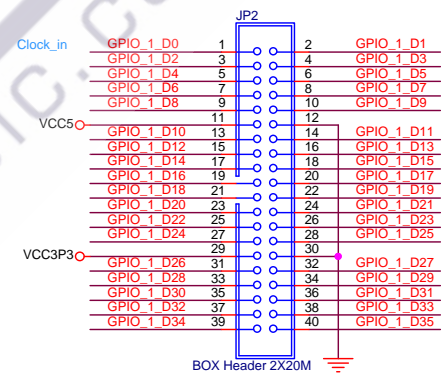 JP2
Clock_in GPIO_1_D0 1 2 GPIO_1_D1
GPIO_1_D2 3 4 GPIO_1_D3
GPIO_1_D4 5 6 GPIO_1_D5
GPIO_1_D6 7 8 GPIO_1_D7
GPIO_1_D8 9 10 GPIO_1_D9
VCC5 11 12
GPIO_1_D10 13 14 GPIO_1_D11
GPIO_1_D12 15 16 GPIO_1_D13
GPIO_1_D14 17 18 GPIO_1_D15
GPIO_1_D16 19 20 GPIO_1_D17
GPIO_1_D18 21 22 GPIO_1_D19
GPIO_1_D20 23 24 GPIO_1_D21
GPIO_1_D22 25 26 GPIO_1_D23
GPIO_1_D24 27 28 GPIO_1_D25
VCC3P3 29 30
GPIO_1_D26 31 32 GPIO_1_D27
GPIO_1_D28 33 34 GPIO_1_D29
GPIO_1_D30 35 36 GPIO_1_D31
GPIO_1_D32 37 38 GPIO_1_D33
GPIO_1_D34 39 40 GPIO_1_D35
BOX Header 2X20M